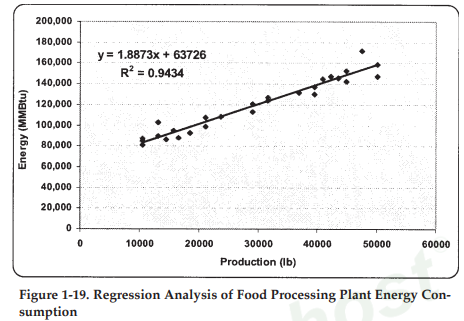 200,000
180,000
160,000
140,000
120,000
100,000
80,000
60,000
40,000
20,000
0
Energy (MMBtu)
y = 1.8873x + 63726
R² = 0.9434
0 10000 20000 30000 40000 50000 60000
Production (lb)
Figure 1-19. Regression Analysis of Food Processing Plant Energy Con-
sumption